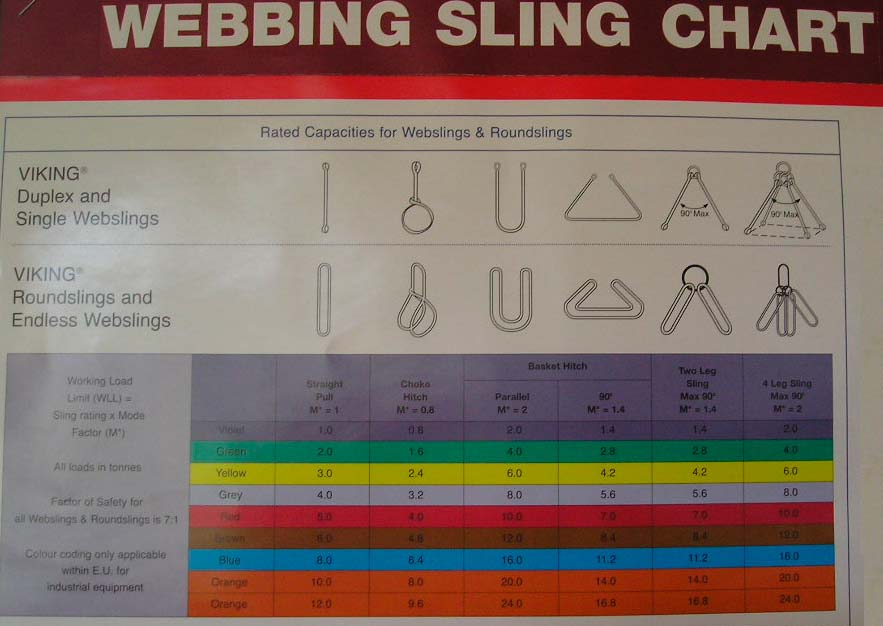 WEBBING SLING CHART
Rated Capacities for Webslings & Roundslings
VIKING®
Duplex and
Single Webslings
90° Max
90° Max
VIKING®
Roundslings and
Endless Webslings
Working Load
Limit (WLL) =
Sling rating x Mode
Factor (M*)
All loads in tonnes
Factor of Safety for
all Webslings & Roundslings is 7:1
Colour coding only applicable
within E.U. for
industrial equipment
Straight
Pull
M* = 1
Choke
Hitch
M* = 0.8
Basket Hitch
Parallel
M* = 2
90°
M* = 1.4
Two Leg
Sling
Max 90°
M* = 1.4
4 Leg Sling
Max 90°
M* = 2
Violet 1.0 0.8 2.0 1.4 1.4 2.0
Green 2.0 1.6 4.0 2.8 2.8 4.0
Yellow 3.0 2.4 6.0 4.2 4.2 6.0
Grey 4.0 3.2 8.0 5.6 5.6 8.0
Red 5.0 4.0 10.0 7.0 7.0 10.0
Brown 6.0 4.8 12.0 8.4 8.4 12.0
Blue 8.0 6.4 16.0 11.2 11.2 16.0
Orange 10.0 8.0 20.0 14.0 14.0 20.0
Orange 12.0 9.6 24.0 16.8 16.8 24.0